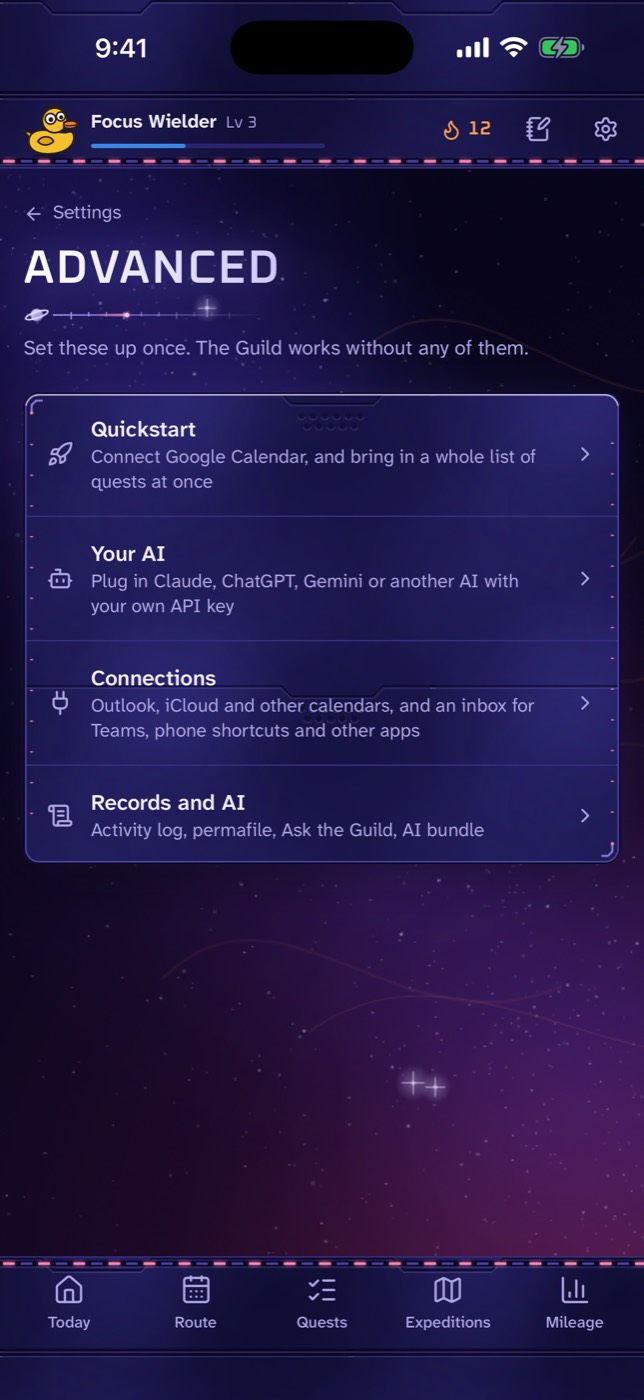 9:41
Focus Wielder Lv 3
12
Settings
ADVANCED
Set these up once. The Guild works without any of them.
Quickstart
Connect Google Calendar, and bring in a whole list of
quests at once
Your AI
Plug in Claude, ChatGPT, Gemini or another AI with
your own API key
Connections
Outlook, iCloud and other calendars, and an inbox for
Teams, phone shortcuts and other apps
Records and AI
Activity log, permafile, Ask the Guild, AI bundle
Today
Route
Quests
Expeditions
Mileage